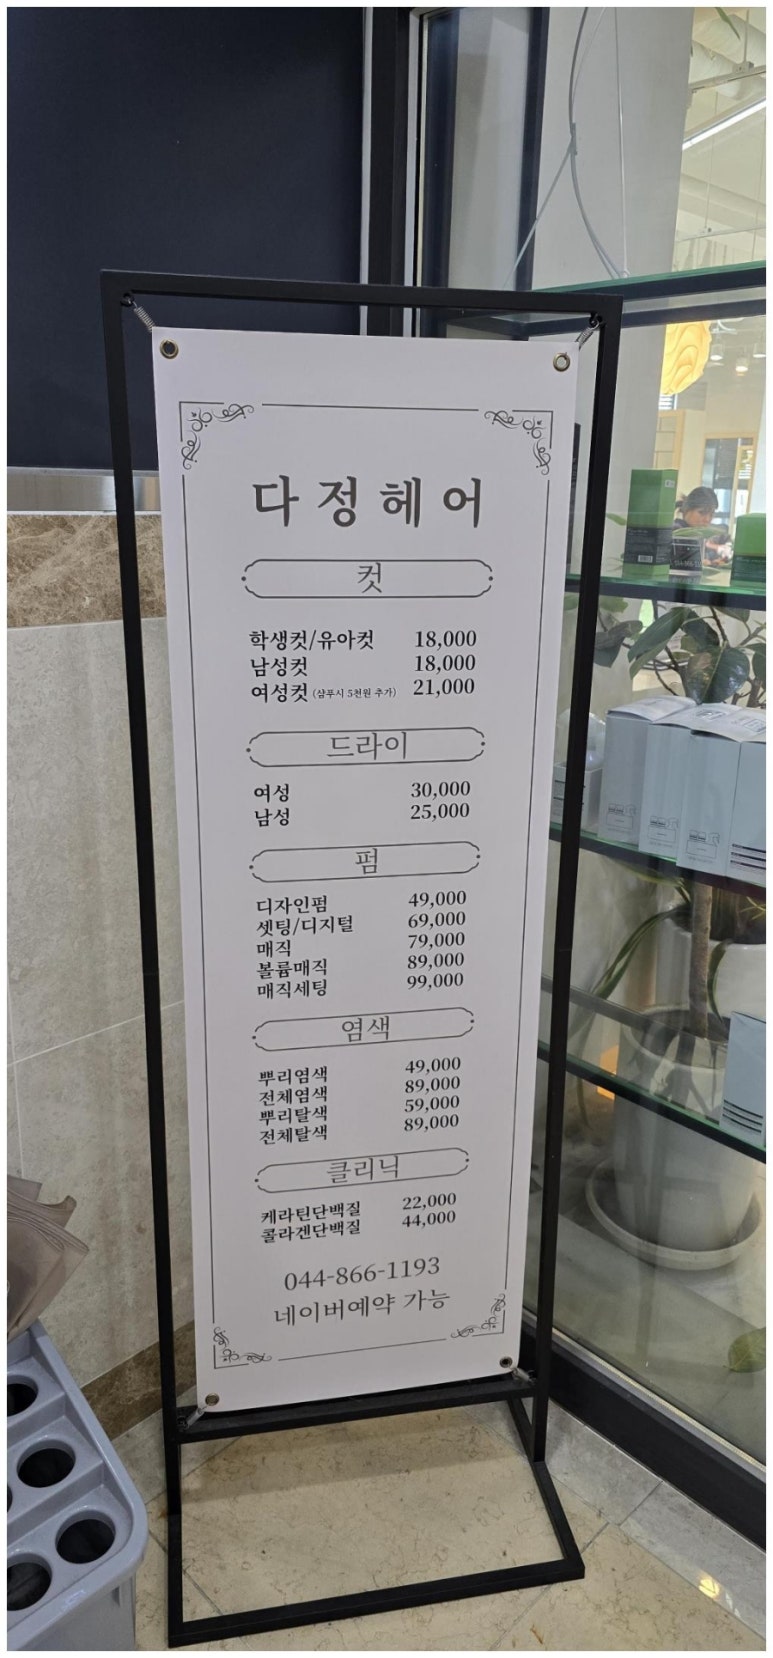 다정헤어
컷
학생컷/유아컷 18,000
남성컷 18,000
여성컷 (샴푸시 5천원 추가) 21,000
드라이
여성 30,000
남성 25,000
펌
디자인펌 49,000
셋팅/디지털 69,000
매직 79,000
볼륨매직 89,000
매직세팅 99,000
염색
뿌리염색 49,000
전체염색 89,000
뿌리탈색 59,000
전체탈색 89,000
클리닉
케라틴단백질 22,000
콜라겐단백질 44,000
044-866-1193
네이버예약 가능